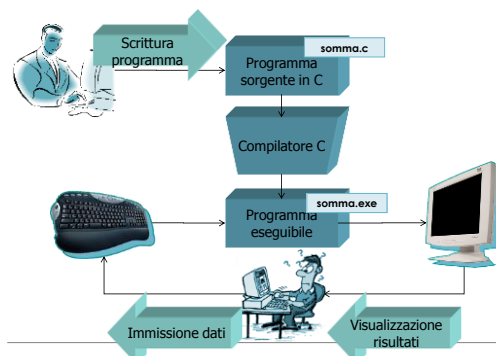 Scrittura
programma
somma.c
Programma
sorgente in C
Compilatore C
somma.exe
Programma
eseguibile
Immissione dati
Visualizzazione
risultati